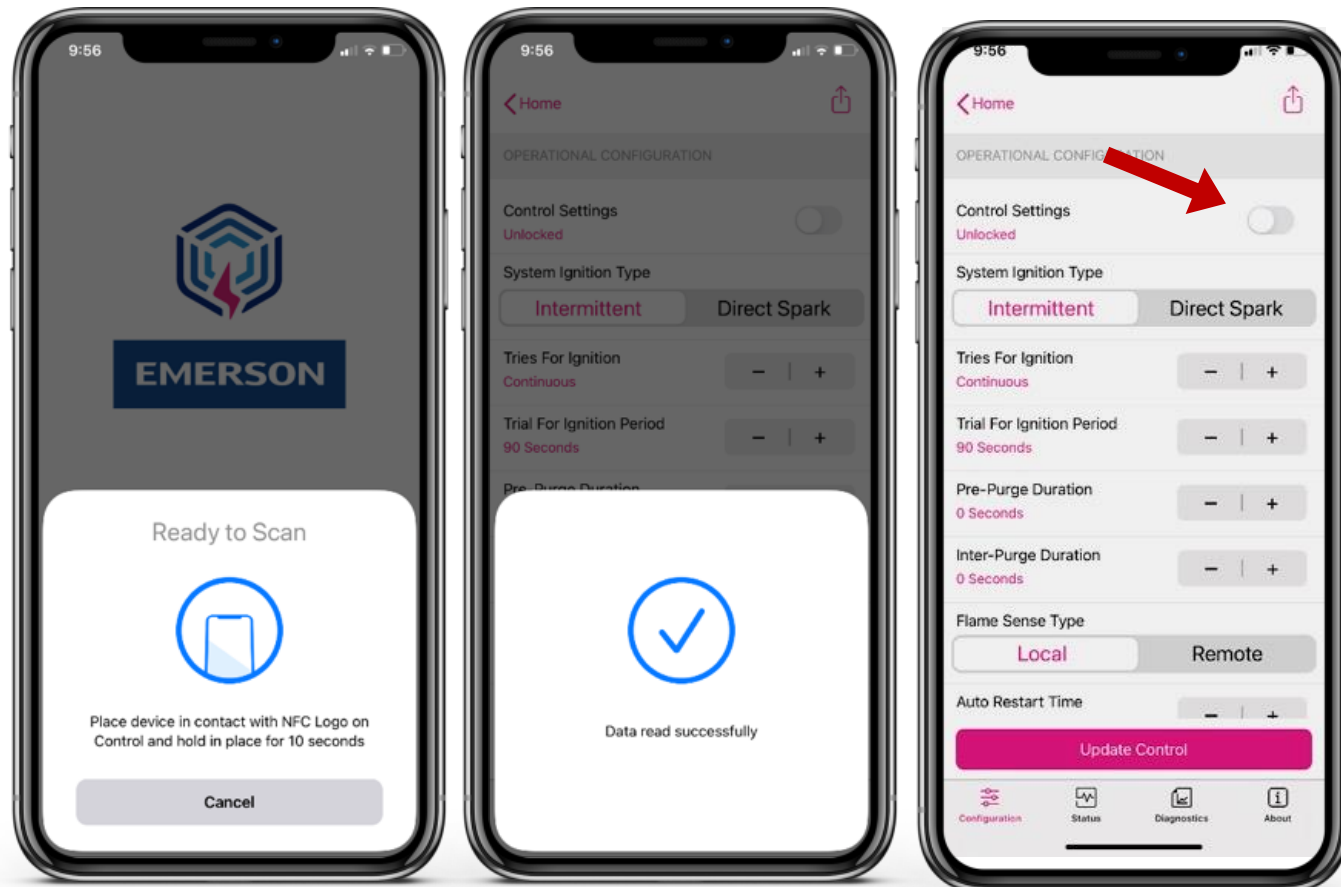 9:56
EMERSON
Ready to Scan
Place device in contact with NFC Logo on
Control and hold in place for 10 seconds
Cancel
9:56
Home
OPERATIONAL CONFIGURATION
Control Settings
Unlocked
System Ignition Type
Intermittent Direct Spark
Tries For Ignition
Continuous
− | +
Trial For Ignition Period
90 Seconds
− | +
Pre-Purge Duration
Data read successfully
9:56
Home
OPERATIONAL CONFIGURATION
Control Settings
Unlocked
System Ignition Type
Intermittent Direct Spark
Tries For Ignition
Continuous
− | +
Trial For Ignition Period
90 Seconds
− | +
Pre-Purge Duration
0 Seconds
− | +
Inter-Purge Duration
0 Seconds
− | +
Flame Sense Type
Local Remote
Auto Restart Time
− | +
Update Control
Configuration Status Diagnostics About